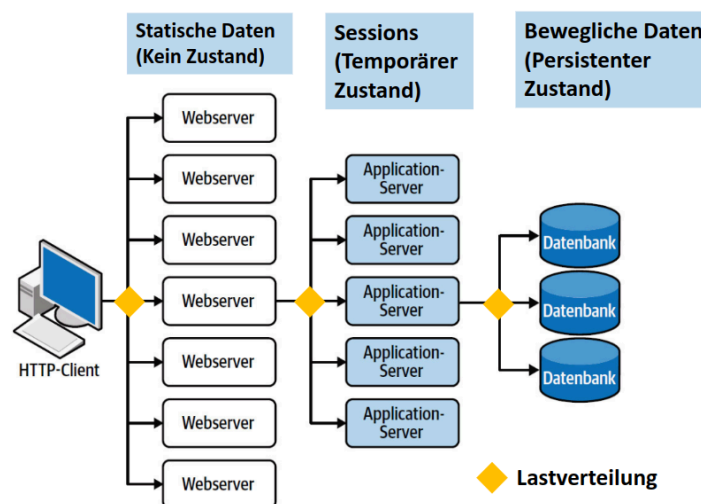 Statische Daten
(Kein Zustand)
Sessions
(Temporärer
Zustand)
Bewegliche Daten
(Persistenter
Zustand)
Webserver
Webserver
Webserver
Webserver
Webserver
Webserver
Webserver
Application-
Server
Application-
Server
Application-
Server
Application-
Server
Application-
Server
Datenbank
Datenbank
Datenbank
HTTP-Client
Lastverteilung